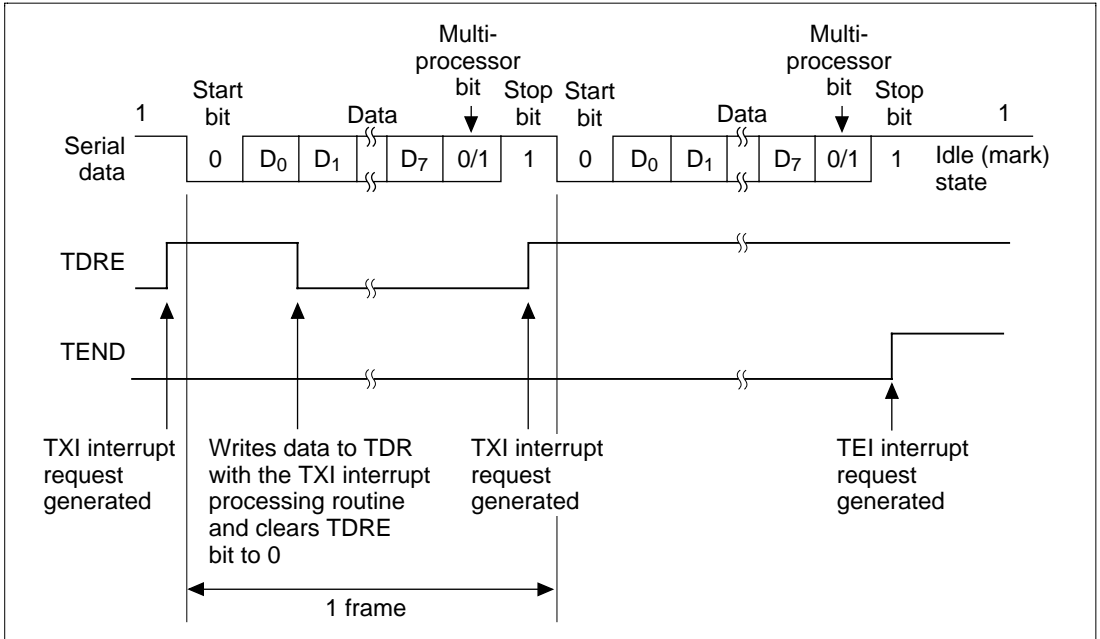 Multi-
processor
bit
Multi-
processor
bit
1
Start
bit
Data
Stop
bit
Start
bit
Data
Stop
bit
1
Serial
data
0 D0 D1 D7 0/1 1 0 D0 D1 D7 0/1 1
Idle (mark)
state
TDRE
TEND
TXI interrupt
request
generated
Writes data to TDR
with the TXI interrupt
processing routine
and clears TDRE
bit to 0
TXI interrupt
request
generated
TEI interrupt
request
generated
1 frame